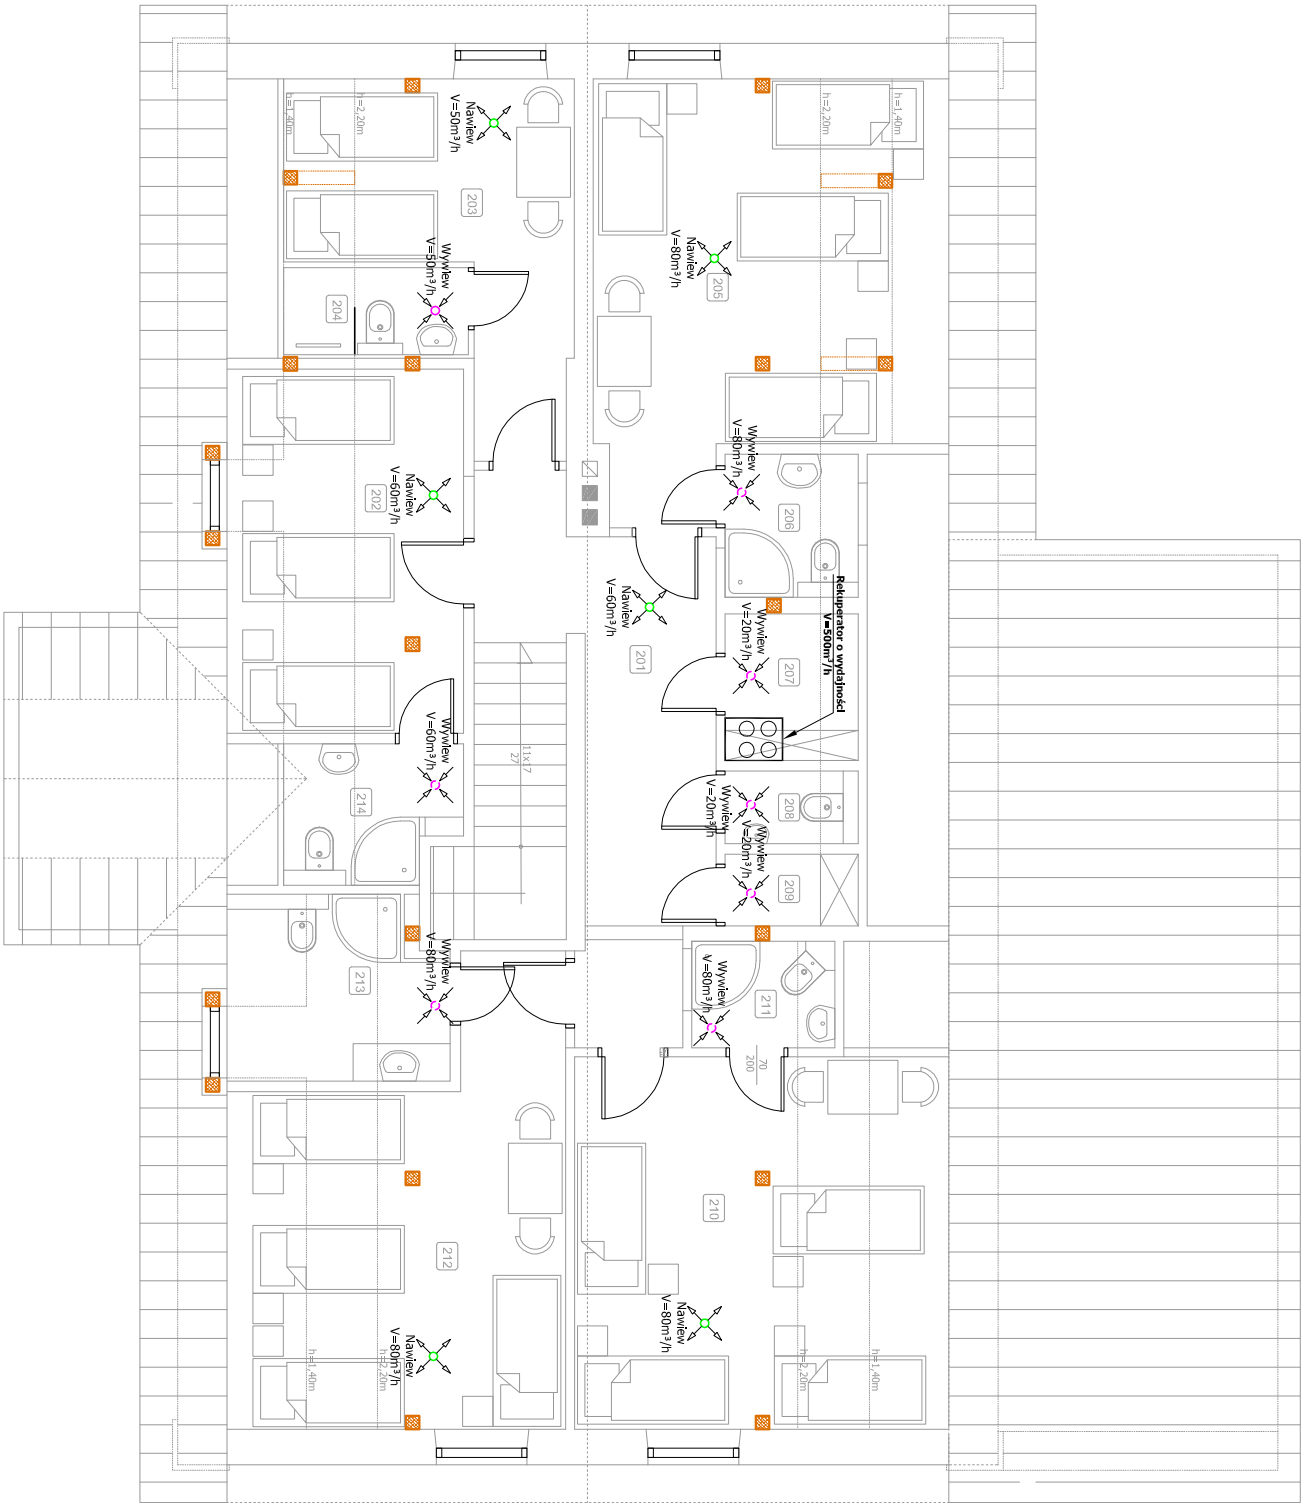 h=1,40m
h=2,20m
Nawiew
V=50m³/h
203
h=2,20m
h=1,40m
Nawiew
V=80m³/h
205
Wywiew
V=50m³/h
204
Nawiew
V=60m³/h
202
Wywiew
V=80m³/h
206
Nawiew
V=60m³/h
201
Wywiew
V=20m³/h
207
Rekuperator o wydajności
V=500m³/h
Wywiew
V=60m³/h
214
11x17
27
Wywiew
V=20m³/h
208
Wywiew
V=20m³/h
209
Wywiew
V=80m³/h
213
Wywiew
V=80m³/h
211
70
200
212
210
Nawiew
V=80m³/h
Nawiew
V=80m³/h
h=1,40m
h=2,20m
h=2,20m
h=1,40m